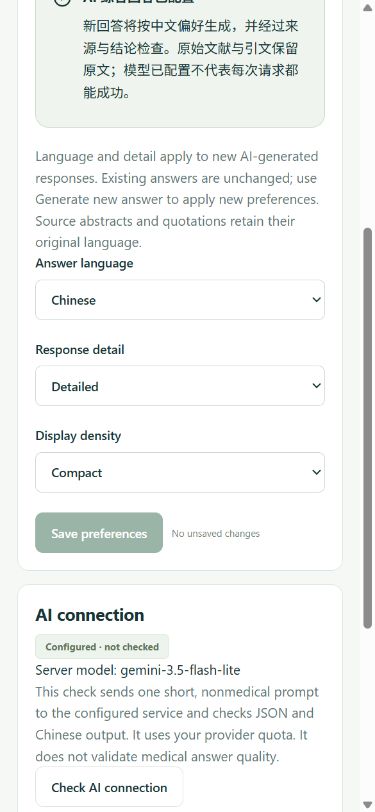 新回答将按中文偏好生成，并经过来
源与结论检查。原始文献与引文保留
原文；模型已配置不代表每次请求都
能成功。
Language and detail apply to new AI-generated
responses. Existing answers are unchanged; use
Generate new answer to apply new preferences.
Source abstracts and quotations retain their
original language.
Answer language
Chinese
Response detail
Detailed
Display density
Compact
Save preferences No unsaved changes
AI connection
Configured · not checked
Server model: gemini-3.5-flash-lite
This check sends one short, nonmedical prompt
to the configured service and checks JSON and
Chinese output. It uses your provider quota. It
does not validate medical answer quality.
Check AI connection